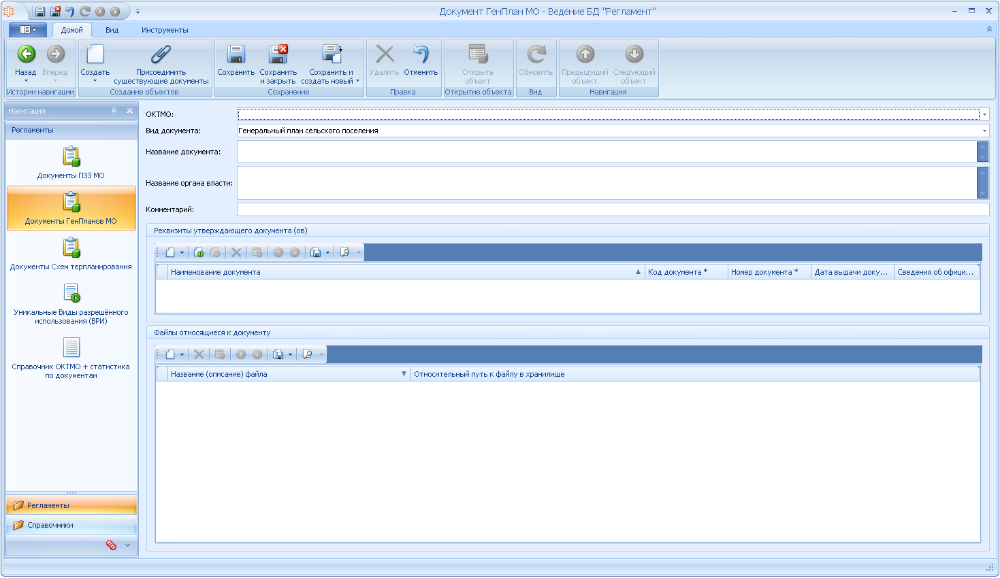 Документ ГенПлан МО - Ведение БД "Регламент"
Домой Вид Инструменты
Назад Вперед Создать Присоединить существующие документы Сохранить Сохранить и закрыть Сохранить и создать новый Удалить Отменить Открыть объект Обновить Предыдущий объект Следующий объект
Истории навигации Создание объектов Сохранение Правка Открытие объекта Вид Навигация
Навигация
Регламенты
Документы ПЗЗ МО
Документы ГенПланов МО
Документы Схем терпланирования
Уникальные Виды разрешённого
использования (ВРИ)
Справочник ОКТМО + статистика
по документам
Регламенты
Справочники
ОКТМО:
Вид документа: Генеральный план сельского поселения
Название документа:
Название органа власти:
Комментарий:
Реквизиты утверждающего документа (ов)
Наименование документа Код документа * Номер документа * Дата выдачи доку... Сведения об офици...
Файлы относящиеся к документу
Название (описание) файла Относительный путь к файлу в хранилище